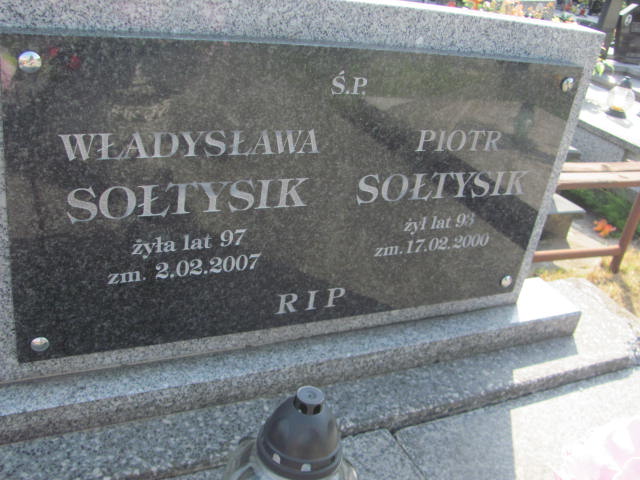 Ś.P.
WŁADYSŁAWA
SOŁTYSIK
żyła lat 97
zm. 2.02.2007
PIOTR
SOŁTYSIK
żył lat 93
zm. 17.02.2000
RIP